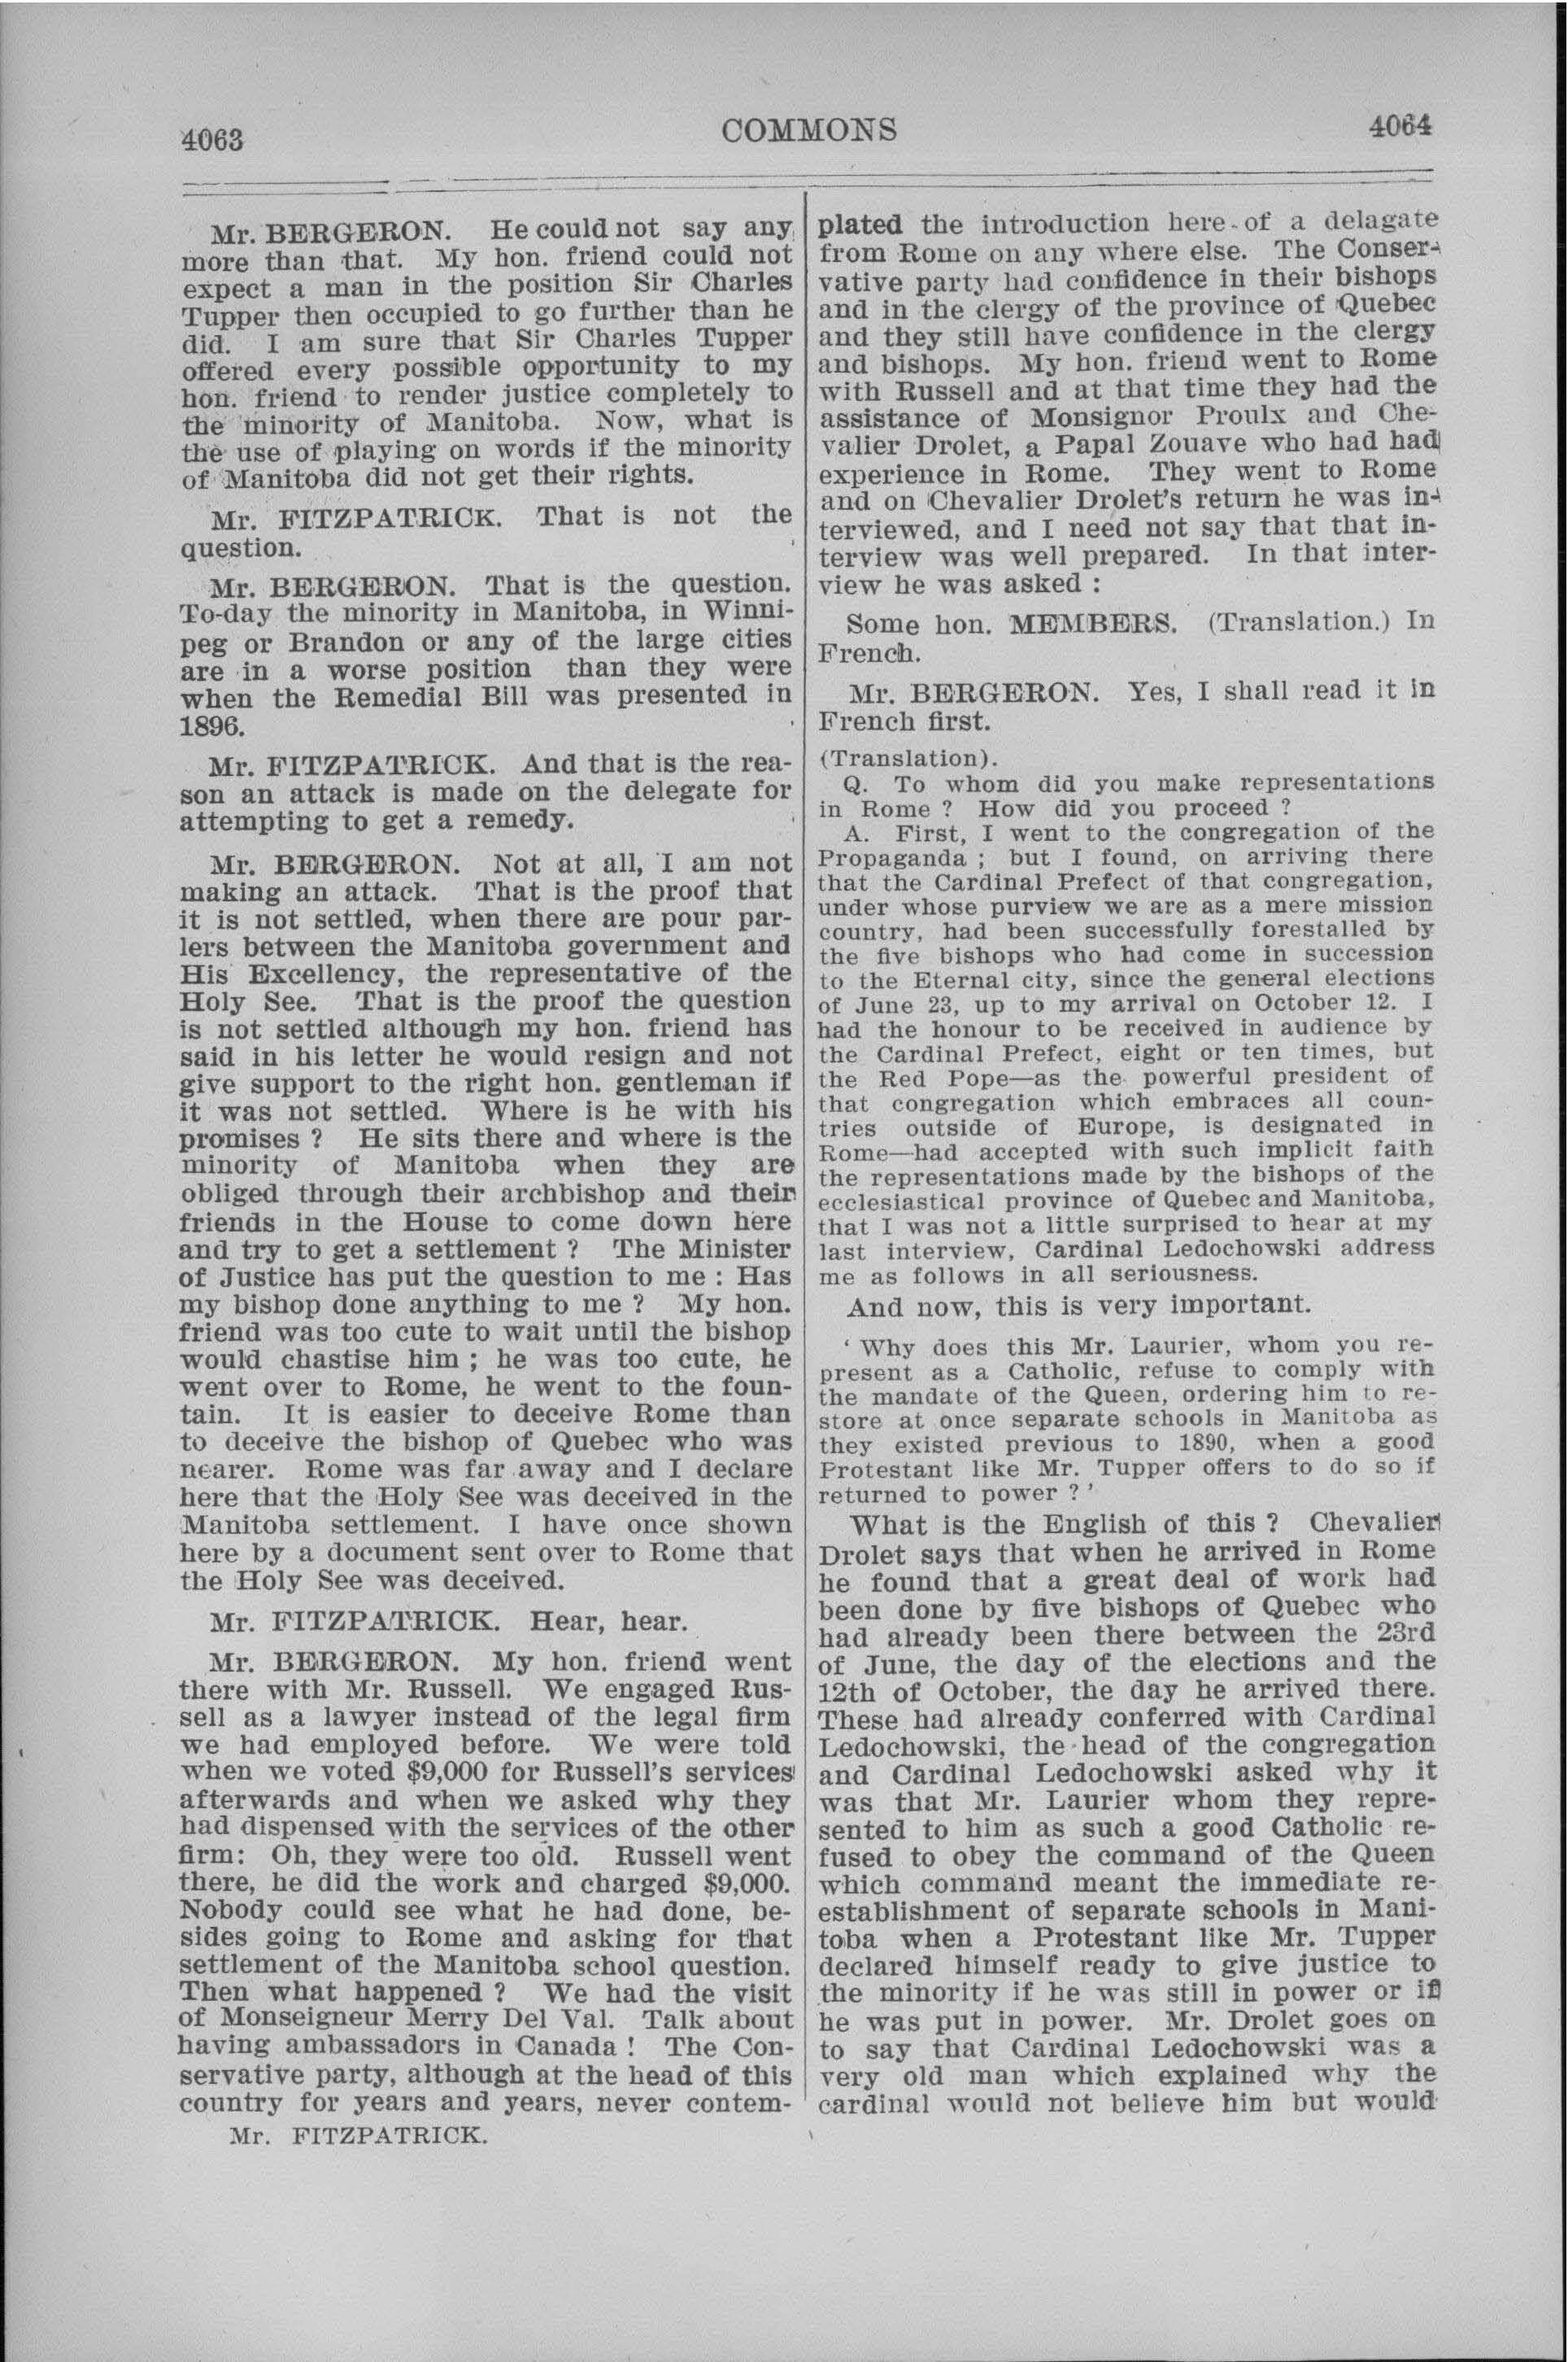 4063
COMMONS
4064
Mr. BERGERON. He could not say any
more than that. My hon. friend could not
expect a man in the position Sir Charles
Tupper then occupied to go further than he
did. I am sure that Sir Charles Tupper
offered every possible opportunity to my
hon. friend to render justice completely to
the minority of Manitoba. Now, what is
the use of playing on words if the minority
of Manitoba did not get their rights.
Mr. FITZPATRICK. That is not the
question.
Mr. BERGERON. That is the question.
To-day the minority in Manitoba, in Winni-
peg or Brandon or any of the large cities
are in a worse position than they were
when the Remedial Bill was presented in
1896.
Mr. FITZPATRICK. And that is the rea-
son an attack is made on the delegate for
attempting to get a remedy.
Mr. BERGERON. Not at all, I am not
making an attack. That is the proof that
it is not settled, when there are pour par-
lers between the Manitoba government and
His Excellency, the representative of the
Holy See. That is the proof the question
is not settled although my hon. friend has
said in his letter he would resign and not
give support to the right hon. gentleman if
it was not settled. Where is he with his
promises ? He sits there and where is the
minority of Manitoba when they are
obliged through their archbishop and their
friends in the House to come down here
and try to get a settlement ? The Minister
of Justice has put the question to me : Has
my bishop done anything to me ? My hon.
friend was too cute to wait until the bishop
would chastise him ; he was too cute, he
went over to Rome, he went to the foun-
tain. It is easier to deceive Rome than
to deceive the bishop of Quebec who was
nearer. Rome was far away and I declare
here that the Holy See was deceived in the
Manitoba settlement. I have once shown
here by a document sent over to Rome that
the Holy See was deceived.
Mr. FITZPATRICK. Hear, hear.
Mr. BERGERON. My hon. friend went
there with Mr. Russell. We engaged Rus-
sell as a lawyer instead of the legal firm
we had employed before. We were told
when we voted $9,000 for Russell's services
afterwards and when we asked why they
had dispensed with the services of the other
firm: Oh, they were too old. Russell went
there, he did the work and charged $9,000.
Nobody could see what he had done, be-
sides going to Rome and asking for that
settlement of the Manitoba school question.
Then what happened ? We had the visit
of Monseigneur Merry Del Val. Talk about
having ambassadors in Canada ! The Con-
servative party, although at the head of this
country for years and years, never contem-
Mr. FITZPATRICK.
plated the introduction here of a delagate
from Rome on any where else. The Conser-
vative party had confidence in their bishops
and in the clergy of the province of Quebec
and they still have confidence in the clergy
and bishops. My hon. friend went to Rome
with Russell and at that time they had the
assistance of Monsignor Proulx and Che-
valier Drolet, a Papal Zouave who had had
experience in Rome. They went to Rome
and on Chevalier Drolet's return he was in-
terviewed, and I need not say that that in-
terview was well prepared. In that inter-
view he was asked :
Some hon. MEMBERS. (Translation.) In
French.
Mr. BERGERON. Yes, I shall read it in
French first.
(Translation).
Q. To whom did you make representations
in Rome ? How did you proceed ?
A. First, I went to the congregation of the
Propaganda ; but I found, on arriving there
that the Cardinal Prefect of that congregation,
under whose purview we are as a mere mission
country, had been successfully forestalled by
the five bishops who had come in succession
to the Eternal city, since the general elections
of June 23, up to my arrival on October 12. I
had the honour to be received in audience by
the Cardinal Prefect, eight or ten times, but
the Red Pope—as the powerful president of
that congregation which embraces all coun-
tries outside of Europe, is designated in
Rome—had accepted with such implicit faith
the representations made by the bishops of the
ecclesiastical province of Quebec and Manitoba,
that I was not a little surprised to hear at my
last interview, Cardinal Ledochowski address
me as follows in all seriousness.
And now, this is very important.
' Why does this Mr. Laurier, whom you re-
present as a Catholic, refuse to comply with
the mandate of the Queen, ordering him to re-
store at once separate schools in Manitoba as
they existed previous to 1890, when a good
Protestant like Mr. Tupper offers to do so if
returned to power ? '
What is the English of this ? Chevalier
Drolet says that when he arrived in Rome
he found that a great deal of work had
been done by five bishops of Quebec who
had already been there between the 23rd
of June, the day of the elections and the
12th of October, the day he arrived there.
These had already conferred with Cardinal
Ledochowski, the head of the congregation
and Cardinal Ledochowski asked why it
was that Mr. Laurier whom they repre-
sented to him as such a good Catholic re-
fused to obey the command of the Queen
which command meant the immediate re-
establishment of separate schools in Mani-
toba when a Protestant like Mr. Tupper
declared himself ready to give justice to
the minority if he was still in power or if
he was put in power. Mr. Drolet goes on
to say that Cardinal Ledochowski was a
very old man which explained why the
cardinal would not believe him but would